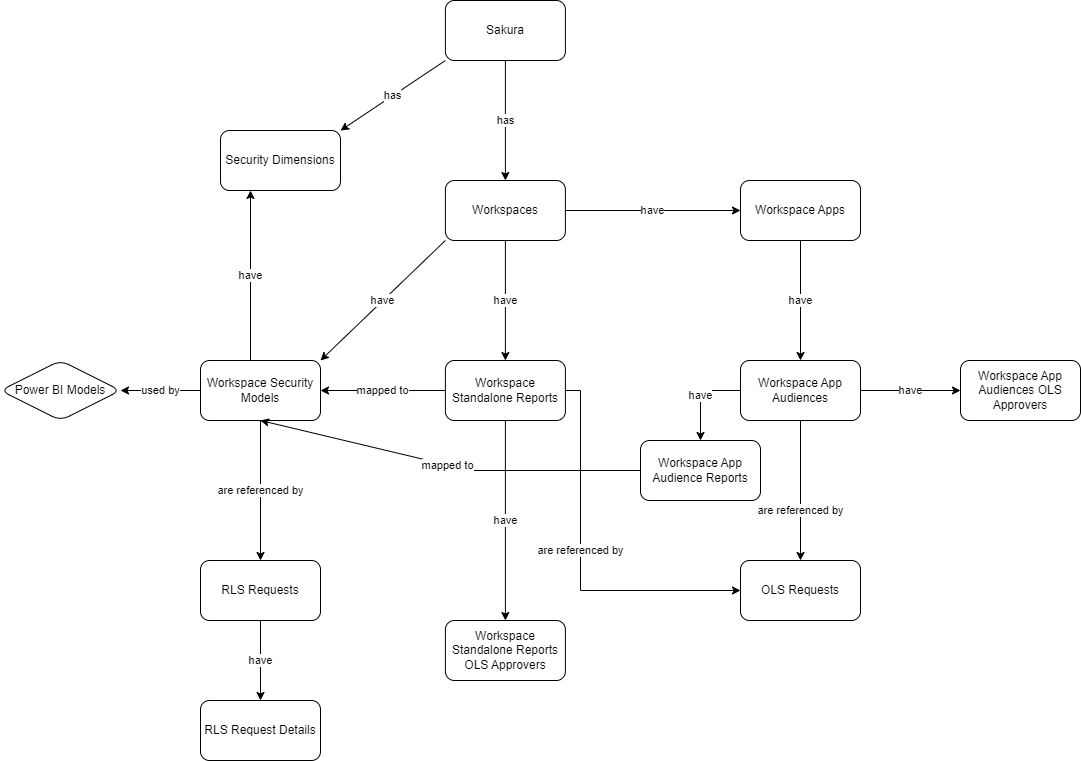 Sakura
has
has
Security Dimensions
Workspaces
have
Workspace Apps
have
have
have
have
Power BI Models
used by
Workspace Security
Models
mapped to
Workspace
Standalone Reports
have
Workspace App
Audiences
have
Workspace App
Audiences OLS
Approvers
mapped to
Workspace App
Audience Reports
are referenced by
have
are referenced by
are referenced by
RLS Requests
OLS Requests
have
Workspace
Standalone Reports
OLS Approvers
RLS Request Details